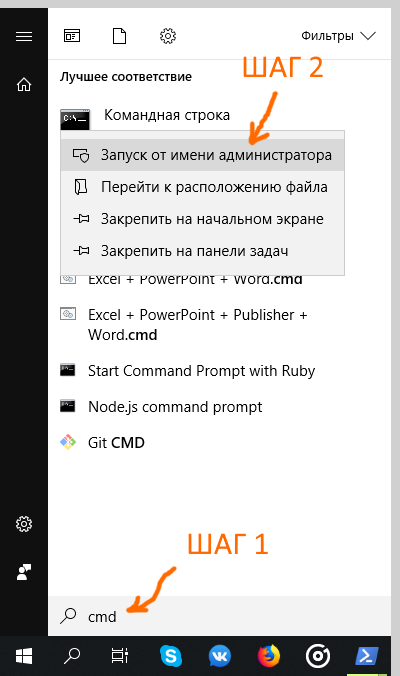 Фильтры
Лучшее соответствие
ШАГ 2
C:\.
Командная строка
Запуск от имени администратора
Перейти к расположению файла
Закрепить на начальном экране
Закрепить на панели задач
Excel + PowerPoint + Word.cmd
Excel + PowerPoint + Publisher +
Word.cmd
Start Command Prompt with Ruby
Node.js command prompt
Git CMD
ШАГ 1
cmd